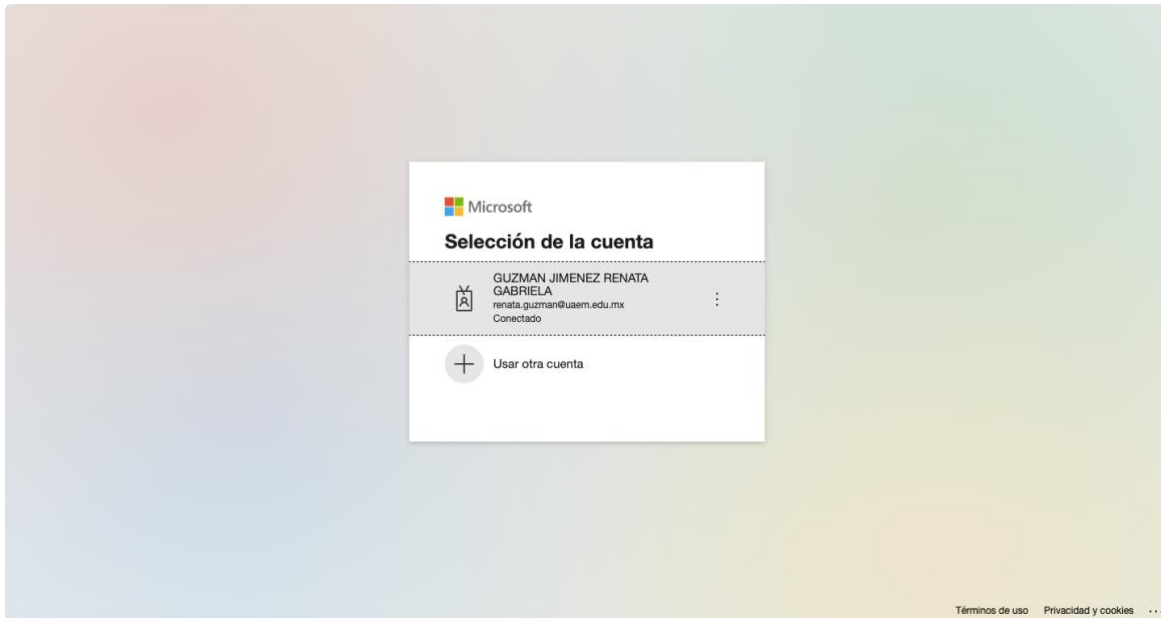 Microsoft
Selección de la cuenta
GUZMAN JIMENEZ RENATA
GABRIELA
renata.guzman@uaem.edu.mx
Conectado
Usar otra cuenta
Términos de uso Privacidad y cookies ...